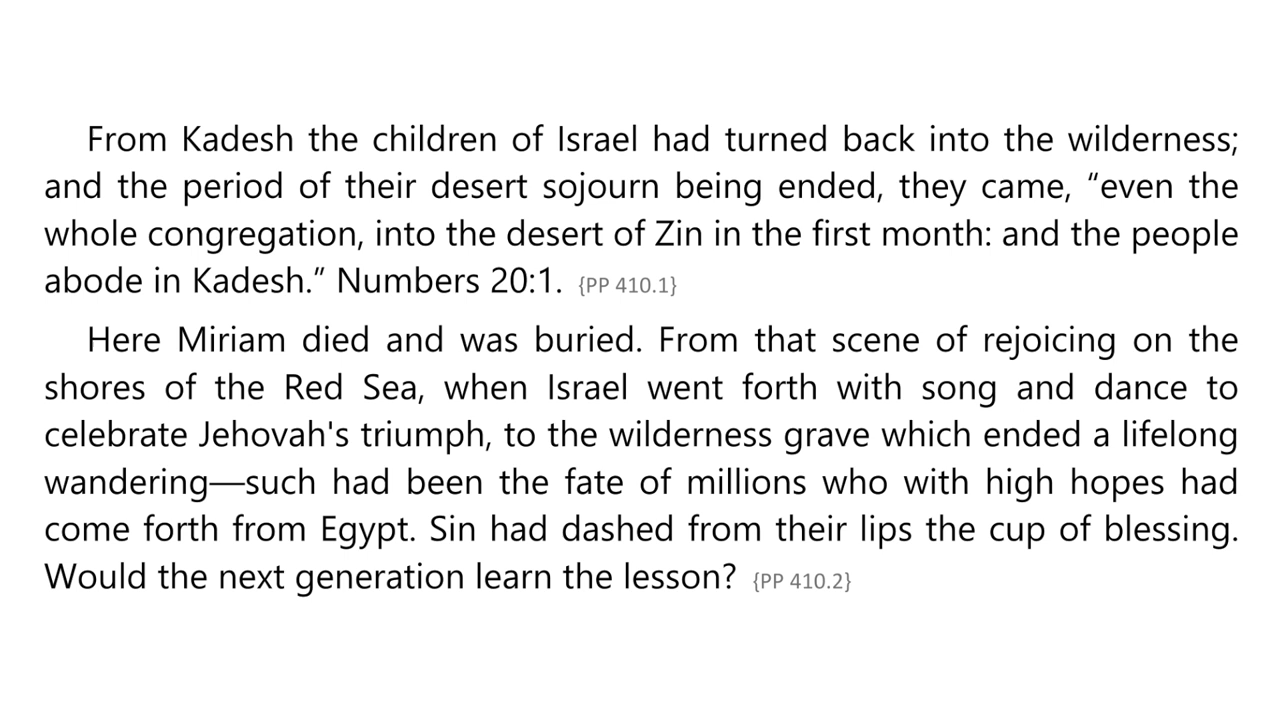 From Kadesh the children of Israel had turned back into the wilderness;
and the period of their desert sojourn being ended, they came, “even the
whole congregation, into the desert of Zin in the first month: and the people
abode in Kadesh.” Numbers 20:1. {PP 410.1}
Here Miriam died and was buried. From that scene of rejoicing on the
shores of the Red Sea, when Israel went forth with song and dance to
celebrate Jehovah's triumph, to the wilderness grave which ended a lifelong
wandering—such had been the fate of millions who with high hopes had
come forth from Egypt. Sin had dashed from their lips the cup of blessing.
Would the next generation learn the lesson? {PP 410.2}